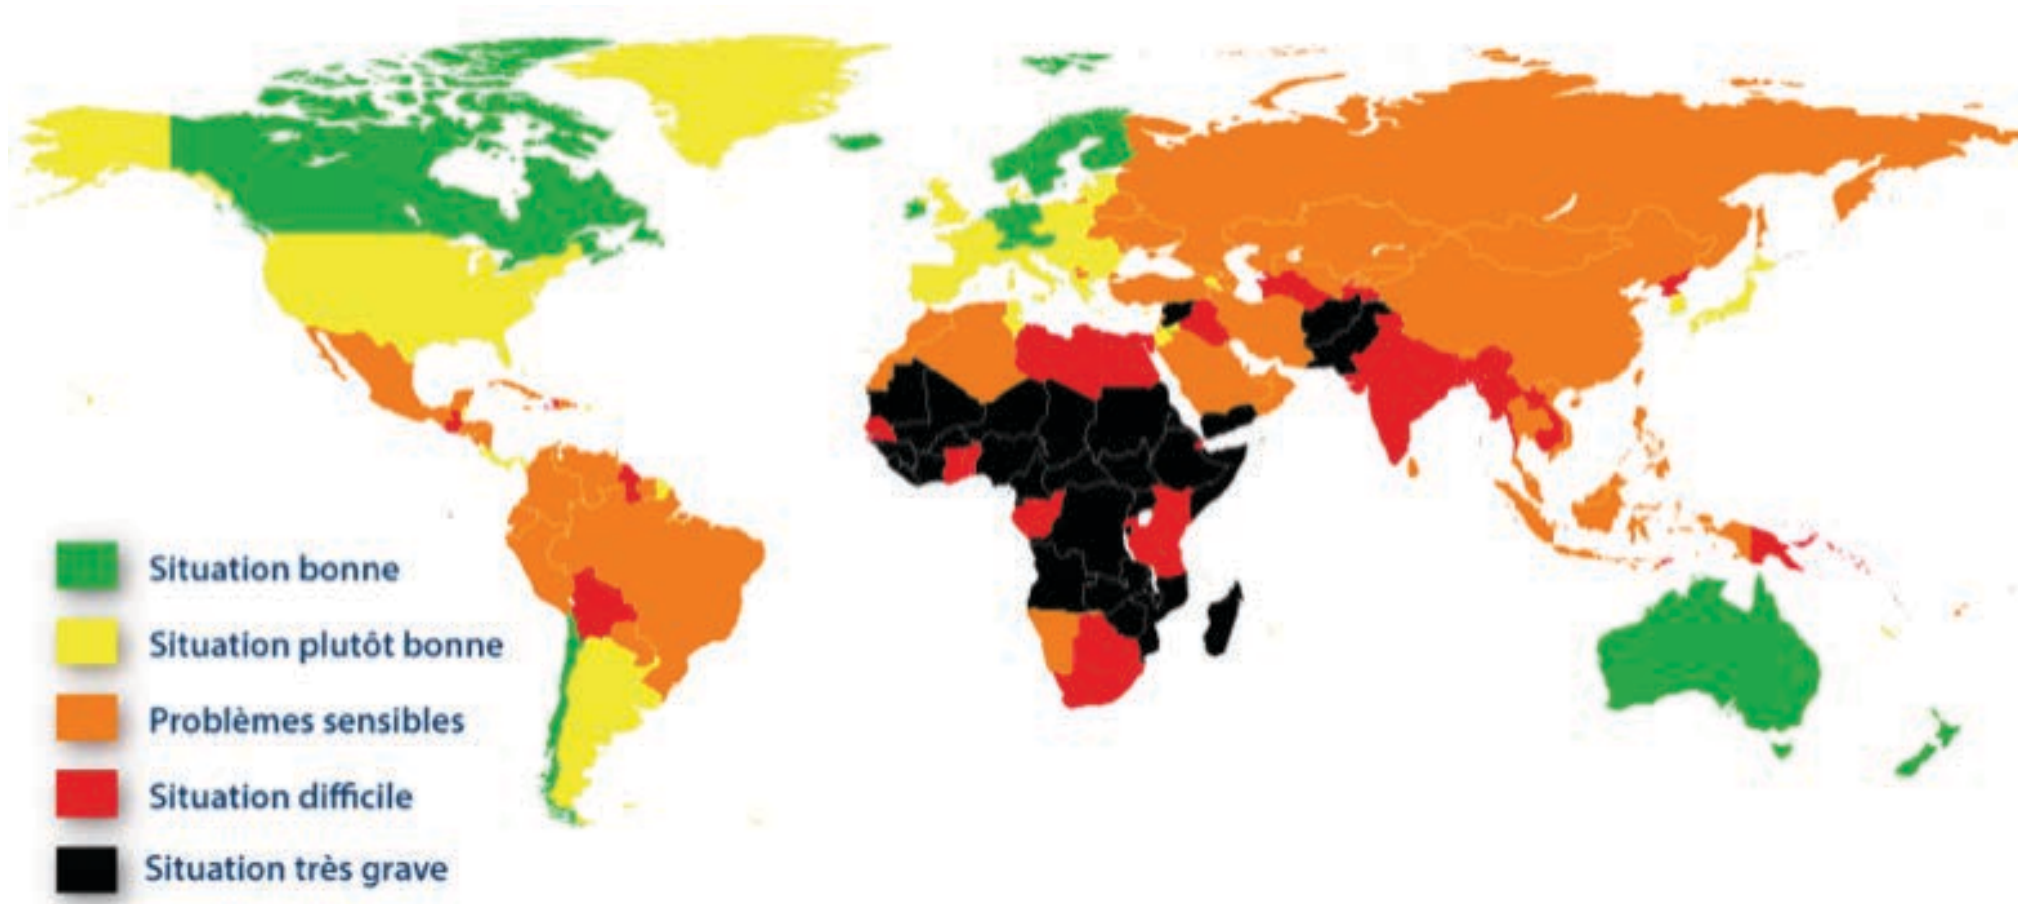 Situation bonne
Situation plutôt bonne
Problèmes sensibles
Situation difficile
Situation très grave